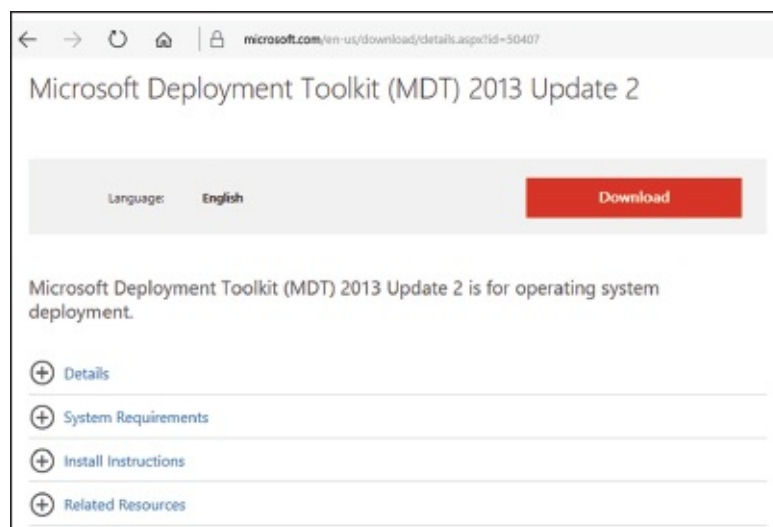 microsoft.com/en-us/download/details.aspx?id=50407
Microsoft Deployment Toolkit (MDT) 2013 Update 2
Language: English Download
Microsoft Deployment Toolkit (MDT) 2013 Update 2 is for operating system
deployment.
Details
System Requirements
Install Instructions
Related Resources